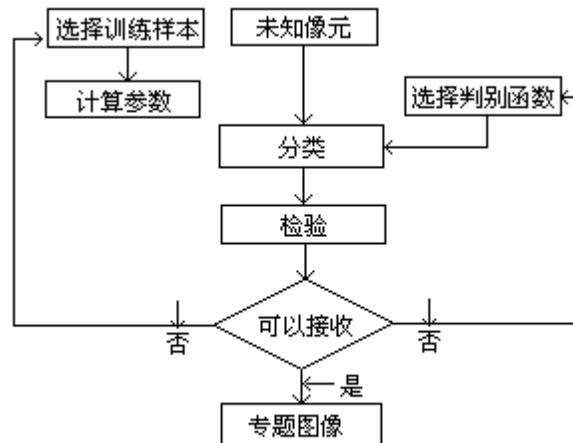 选择训练样本
未知像元
计算参数
选择判别函数
分类
检验
可以接收
否
否
是
专题图像